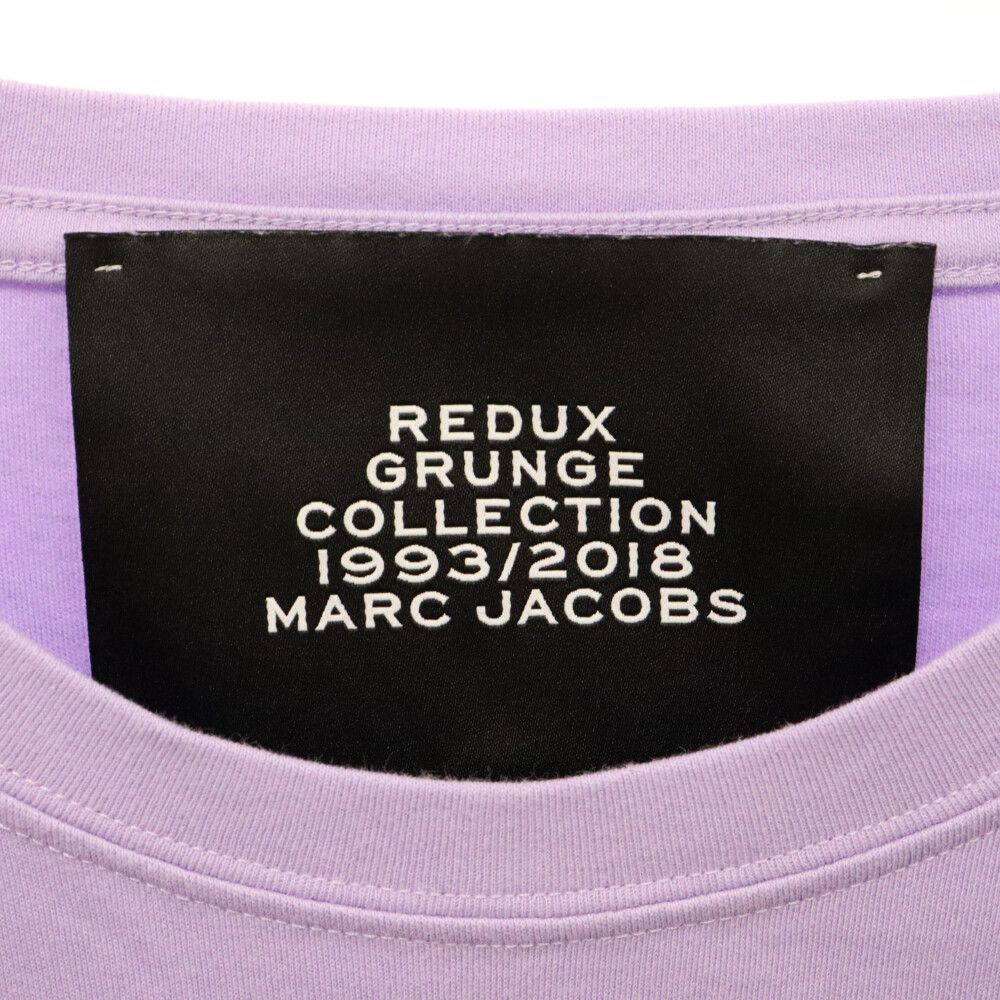 REDUX
GRUNGE
COLLECTION
1993/2018
MARC JACOBS